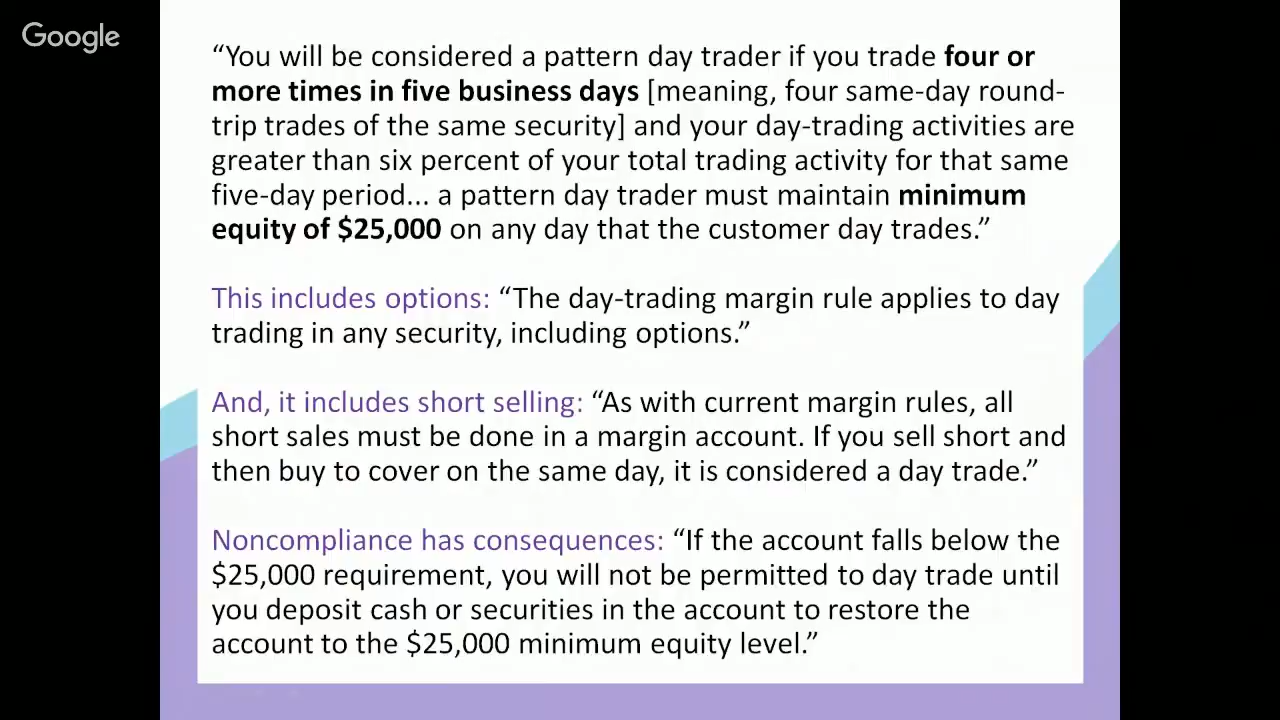 Google
“You will be considered a pattern day trader if you trade four or
more times in five business days [meaning, four same-day round-
trip trades of the same security] and your day-trading activities are
greater than six percent of your total trading activity for that same
five-day period... a pattern day trader must maintain minimum
equity of $25,000 on any day that the customer day trades.”
This includes options: “The day-trading margin rule applies to day
trading in any security, including options.”
And, it includes short selling: “As with current margin rules, all
short sales must be done in a margin account. If you sell short and
then buy to cover on the same day, it is considered a day trade.”
Noncompliance has consequences: “If the account falls below the
$25,000 requirement, you will not be permitted to day trade until
you deposit cash or securities in the account to restore the
account to the $25,000 minimum equity level.”